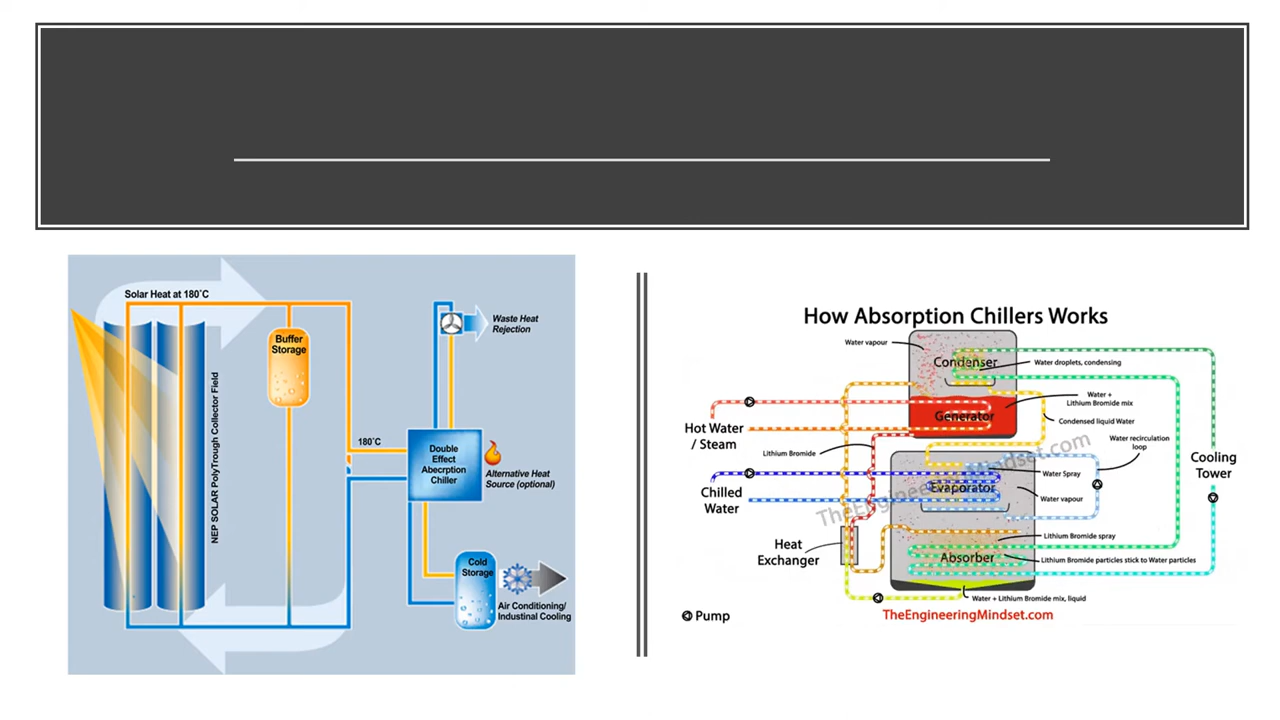 Solar Heat at 180°C
Buffer
Storage
NEP SOLAR PolyTrough Collector Field
180°C
Waste Heat
Rejection
Double
Effect
Abecrption
Chiller
Alternative Heat
Source (optional)
Cold
Storage
Air Conditioning/
Industinal Cooling
How Absorption Chillers Works
Water vapour
Condenser
Water droplets, condensing
Water +
Lithium Bromide mix
Generator
Condensed liquid Water
Hot Water
/ Steam
Lithium Bromide
Water recirculation
loop
Cooling
Tower
Water Spray
Evaporator
Chilled
Water
Water vapour
TheEngineeringMindset.com
Heat
Exchanger
Lithium Bromide spray
Absorber
Lithium Bromide particles stick to Water particles
Water + Lithium Bromide mix, liquid
Pump
TheEngineeringMindset.com